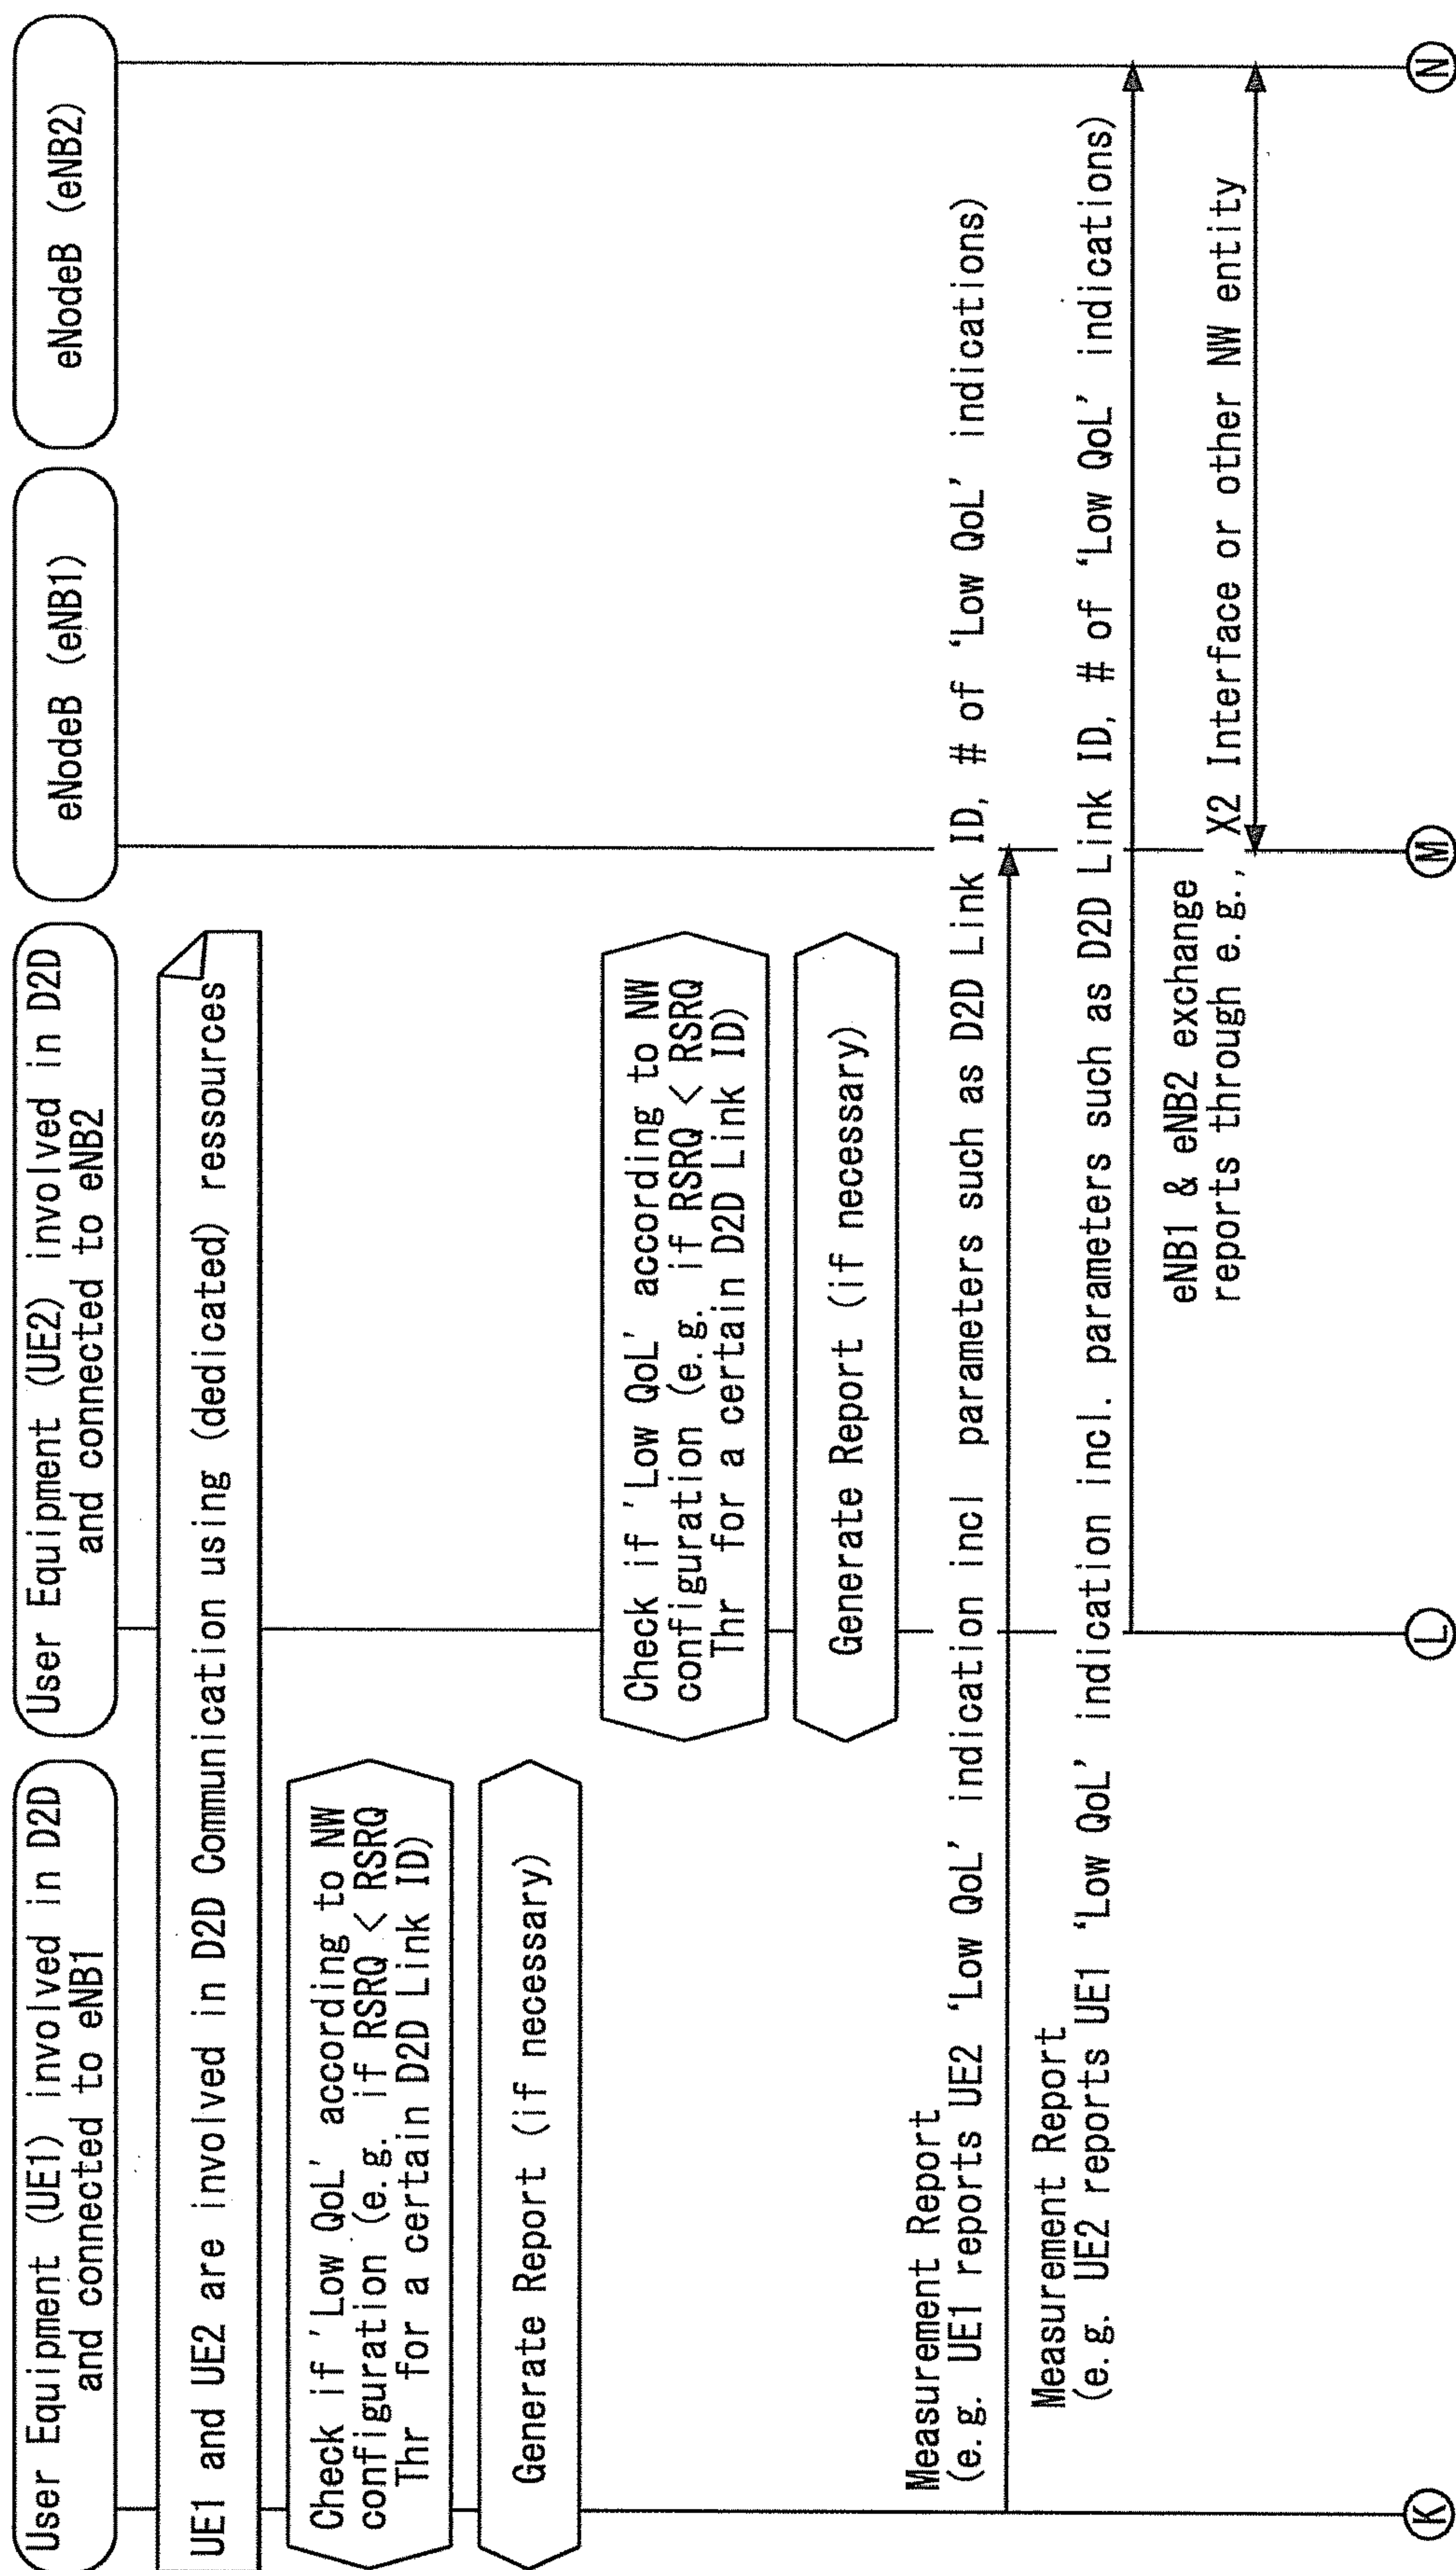 User Equipment (UE1) involved in D2D
and connected to eNB1
User Equipment (UE2) involved in D2D
and connected to eNB2
eNodeB (eNB1)
eNodeB (eNB2)
UE1 and UE2 are involved in D2D Communication using (dedicated) ressources
Check if 'Low QoL' according to NW
configuration (e.g. if RSRQ < RSRQ
Thr for a certain D2D Link ID)
Generate Report (if necessary)
Check if 'Low QoL' according to NW
configuration (e.g. if RSRQ < RSRQ
Thr for a certain D2D Link ID)
Generate Report (if necessary)
Measurement Report
(e.g. UE1 reports UE2 ‘Low QoL’ indication incl parameters such as D2D Link ID, # of ‘Low QoL’ indications)
Measurement Report
(e.g. UE2 reports UE1 ‘Low QoL’ indication incl. parameters such as D2D Link ID, # of ‘Low QoL’ indications)
eNB1 & eNB2 exchange
reports through e.g., X2 Interface or other NW entity
K
L
M
N